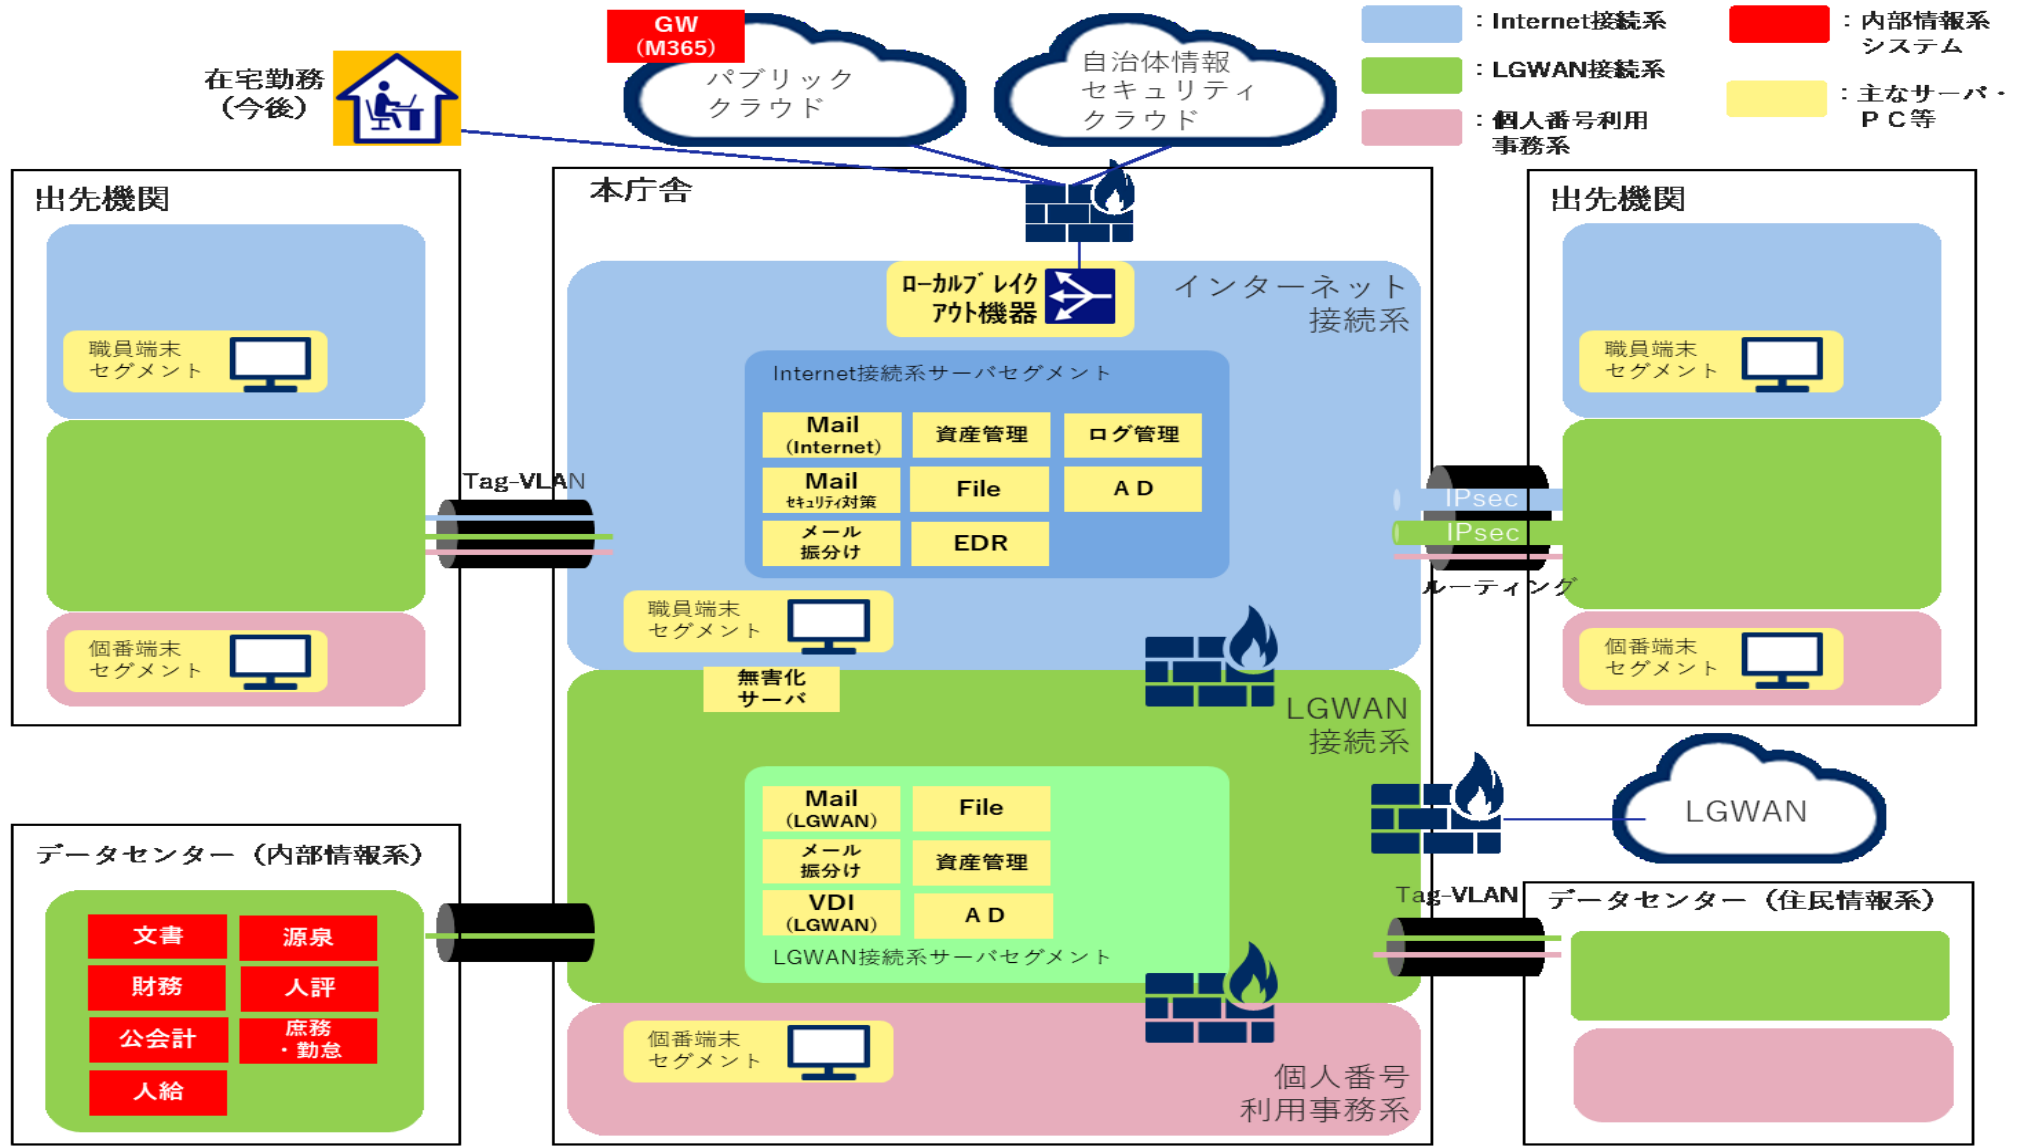 GW
(M365)
パブリック
クラウド
自治体情報
セキュリティ
クラウド
在宅勤務
(今後)
：Internet接続系
：LGWAN接続系
：個人番号利用
事務系
：内部情報系
システム
：主なサーバ・
ＰＣ等
出先機関
職員端末
セグメント
個番端末
セグメント
Tag-VLAN
本庁舎
ローカルブレイク
アウト機器
インターネット
接続系
Internet接続系サーバセグメント
Mail
(Internet)
資産管理
ログ管理
Mail
セキュリティ対策
File
ＡＤ
メール
振分け
EDR
職員端末
セグメント
無害化
サーバ
LGWAN
接続系
Mail
(LGWAN)
File
メール
振分け
資産管理
VDI
(LGWAN)
ＡＤ
LGWAN接続系サーバセグメント
個番端末
セグメント
個人番号
利用事務系
出先機関
職員端末
セグメント
個番端末
セグメント
IPsec
IPsec
ルーティング
LGWAN
データセンター（内部情報系）
文書
源泉
財務
人評
公会計
庶務
・勤怠
人給
Tag-VLAN
データセンター（住民情報系）